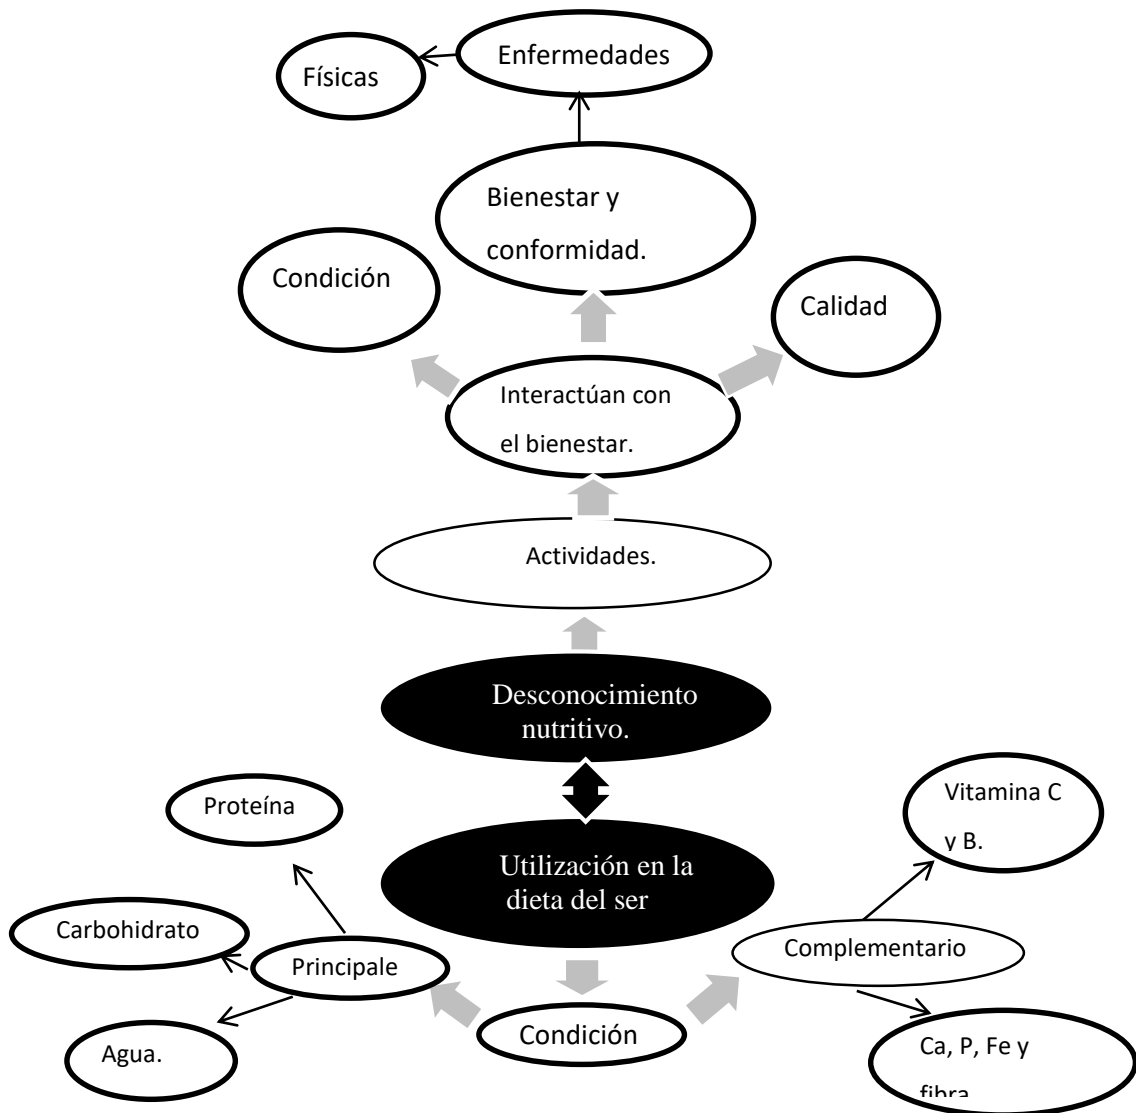 Enfermedades
Físicas
Bienestar y
conformidad.
Condición
Calidad
Interactúan con
el bienestar.
Actividades.
Desconocimiento
nutritivo.
Proteína
Vitamina C
y B.
Utilización en la
dieta del ser
Carbohidrato
Principale
Complementario
Agua.
Condición
Ca, P, Fe y
fibra